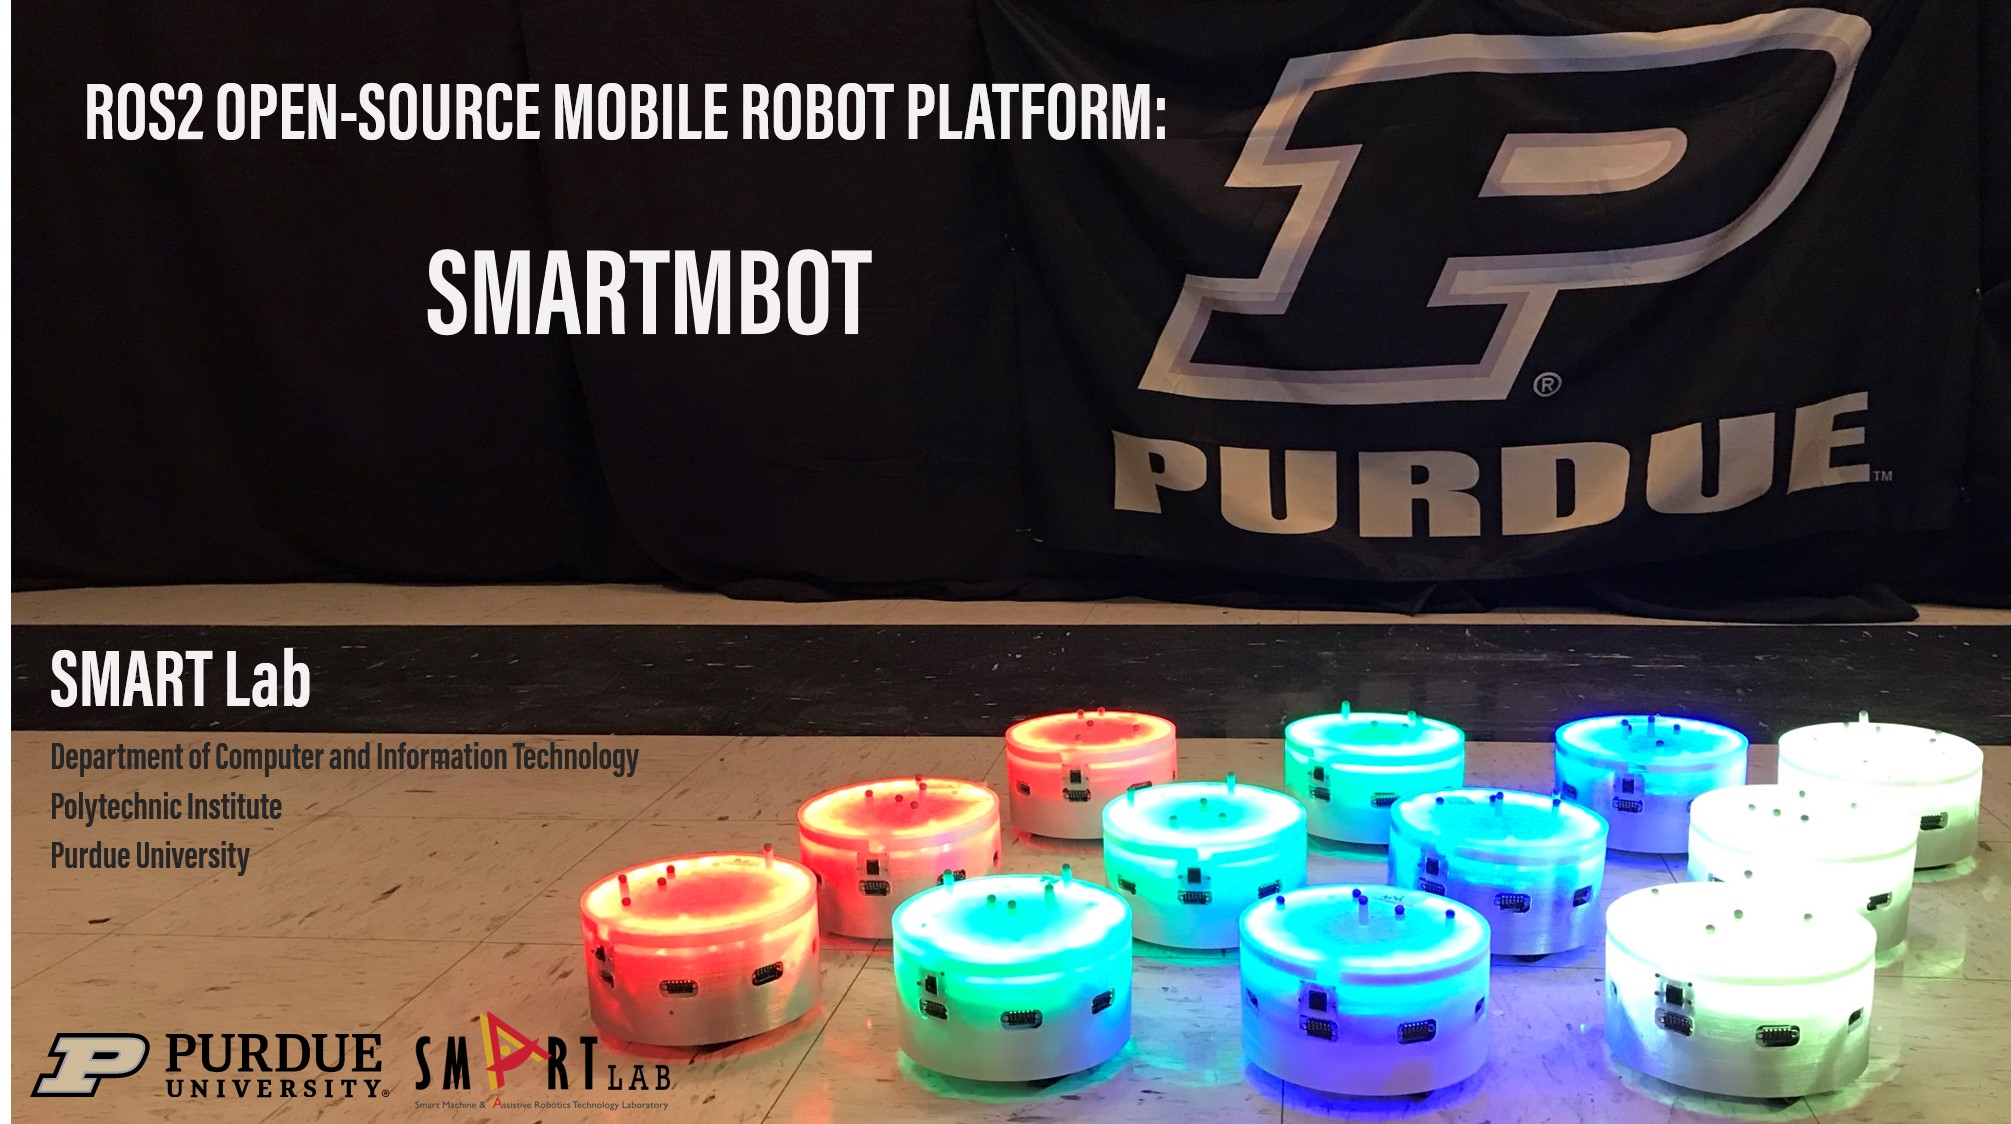 ROS2 OPEN-SOURCE MOBILE ROBOT PLATFORM:
SMARTMBOT
P
®
PURDUE™
SMART Lab
Department of Computer and Information Technology
Polytechnic Institute
Purdue University
P PURDUE
UNIVERSITY®
SMART LAB
Smart Machine & Assistive Robotics Technology Laboratory